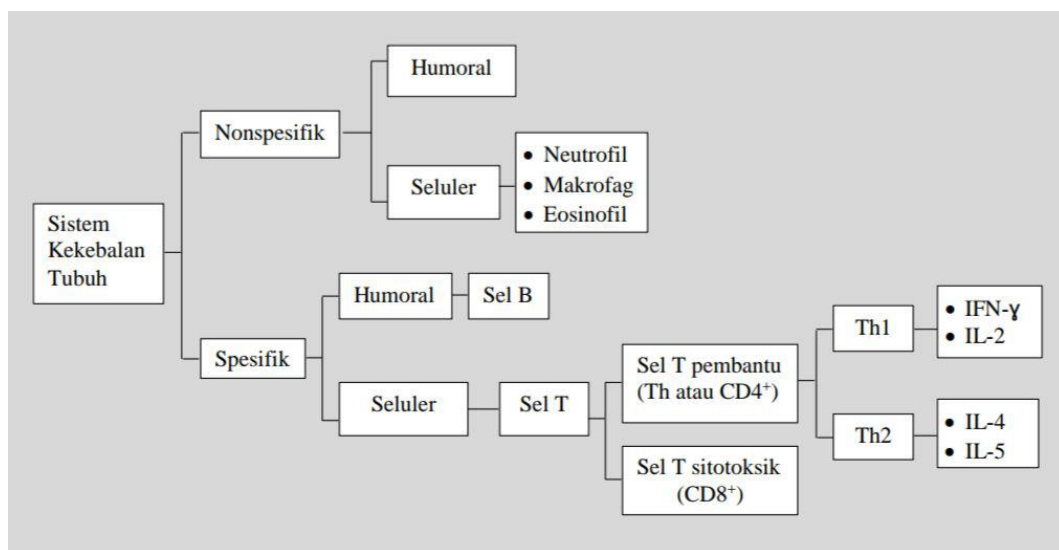 Humoral
Nonspesifik
Seluler
• Neutrofil
• Makrofag
• Eosinofil
Sistem
Kekebalan
Tubuh
Humoral
Sel B
Spesifik
Seluler
Sel T
Sel T pembantu
(Th atau CD4⁺)
Th1
• IFN-ɣ
• IL-2
Th2
• IL-4
• IL-5
Sel T sitotoksik
(CD8⁺)